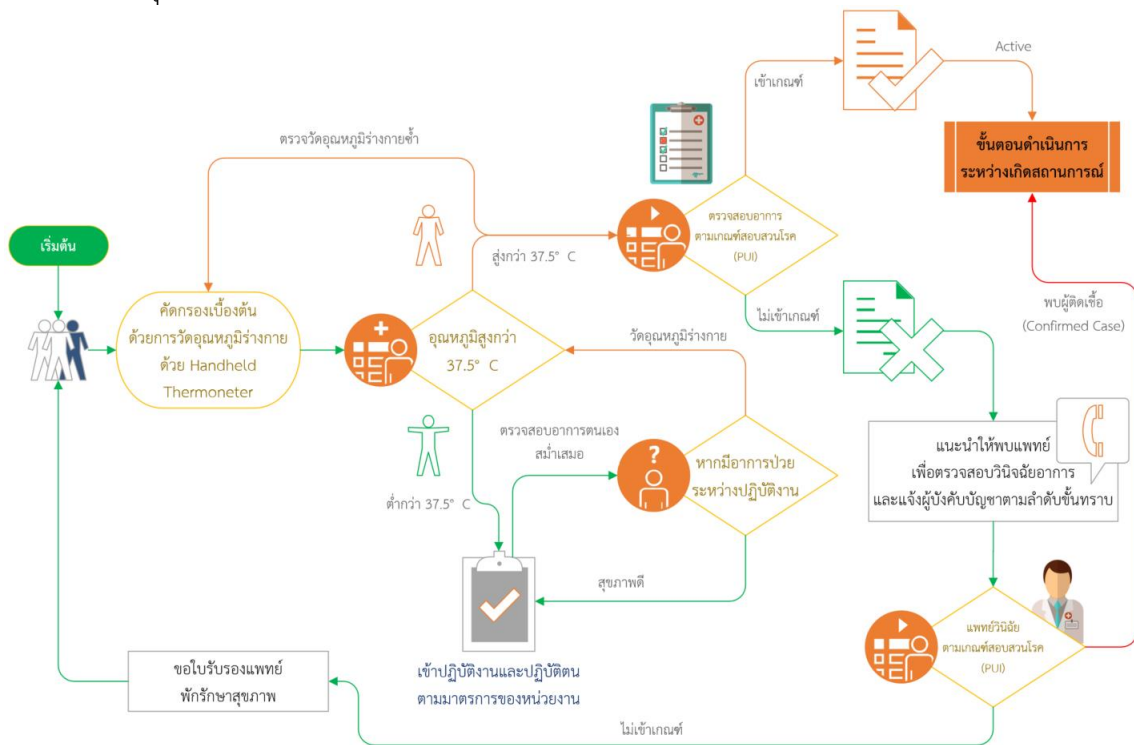 Active
เข้าเกณฑ์
ตรวจวัดอุณหภูมิร่างกายซ้ำ
ขั้นตอนดำเนินการ
ระหว่างเกิดสถานการณ์
เริ่มต้น
ตรวจสอบอาการ
ตามเกณฑ์สอบสวนโรค
(PUI)
สูงกว่า 37.5° C
คัดกรองเบื้องต้น
ด้วยการวัดอุณหภูมิร่างกาย
ด้วย Handheld
Thermoneter
อุณหภูมิสูงกว่า
37.5° C
ไม่เข้าเกณฑ์
พบผู้ติดเชื้อ
(Confirmed Case)
วัดอุณหภูมิร่างกาย
ตรวจสอบอาการตนเอง
สม่ำเสมอ
?
หากมีอาการป่วย
ระหว่างปฏิบัติงาน
แนะนำให้พบแพทย์
เพื่อตรวจสอบวินิจฉัยอาการ
และแจ้งผู้บังคับบัญชาตามลำดับขั้นทราบ
ต่ำกว่า 37.5° C
สุขภาพดี
แพทย์วินิฉัย
ตามเกณฑ์สอบสวนโรค
(PUI)
ขอใบรับรองแพทย์
พักรักษาสุขภาพ
เข้าปฏิบัติงานและปฏิบัติตน
ตามมาตรการของหน่วยงาน
ไม่เข้าเกณฑ์